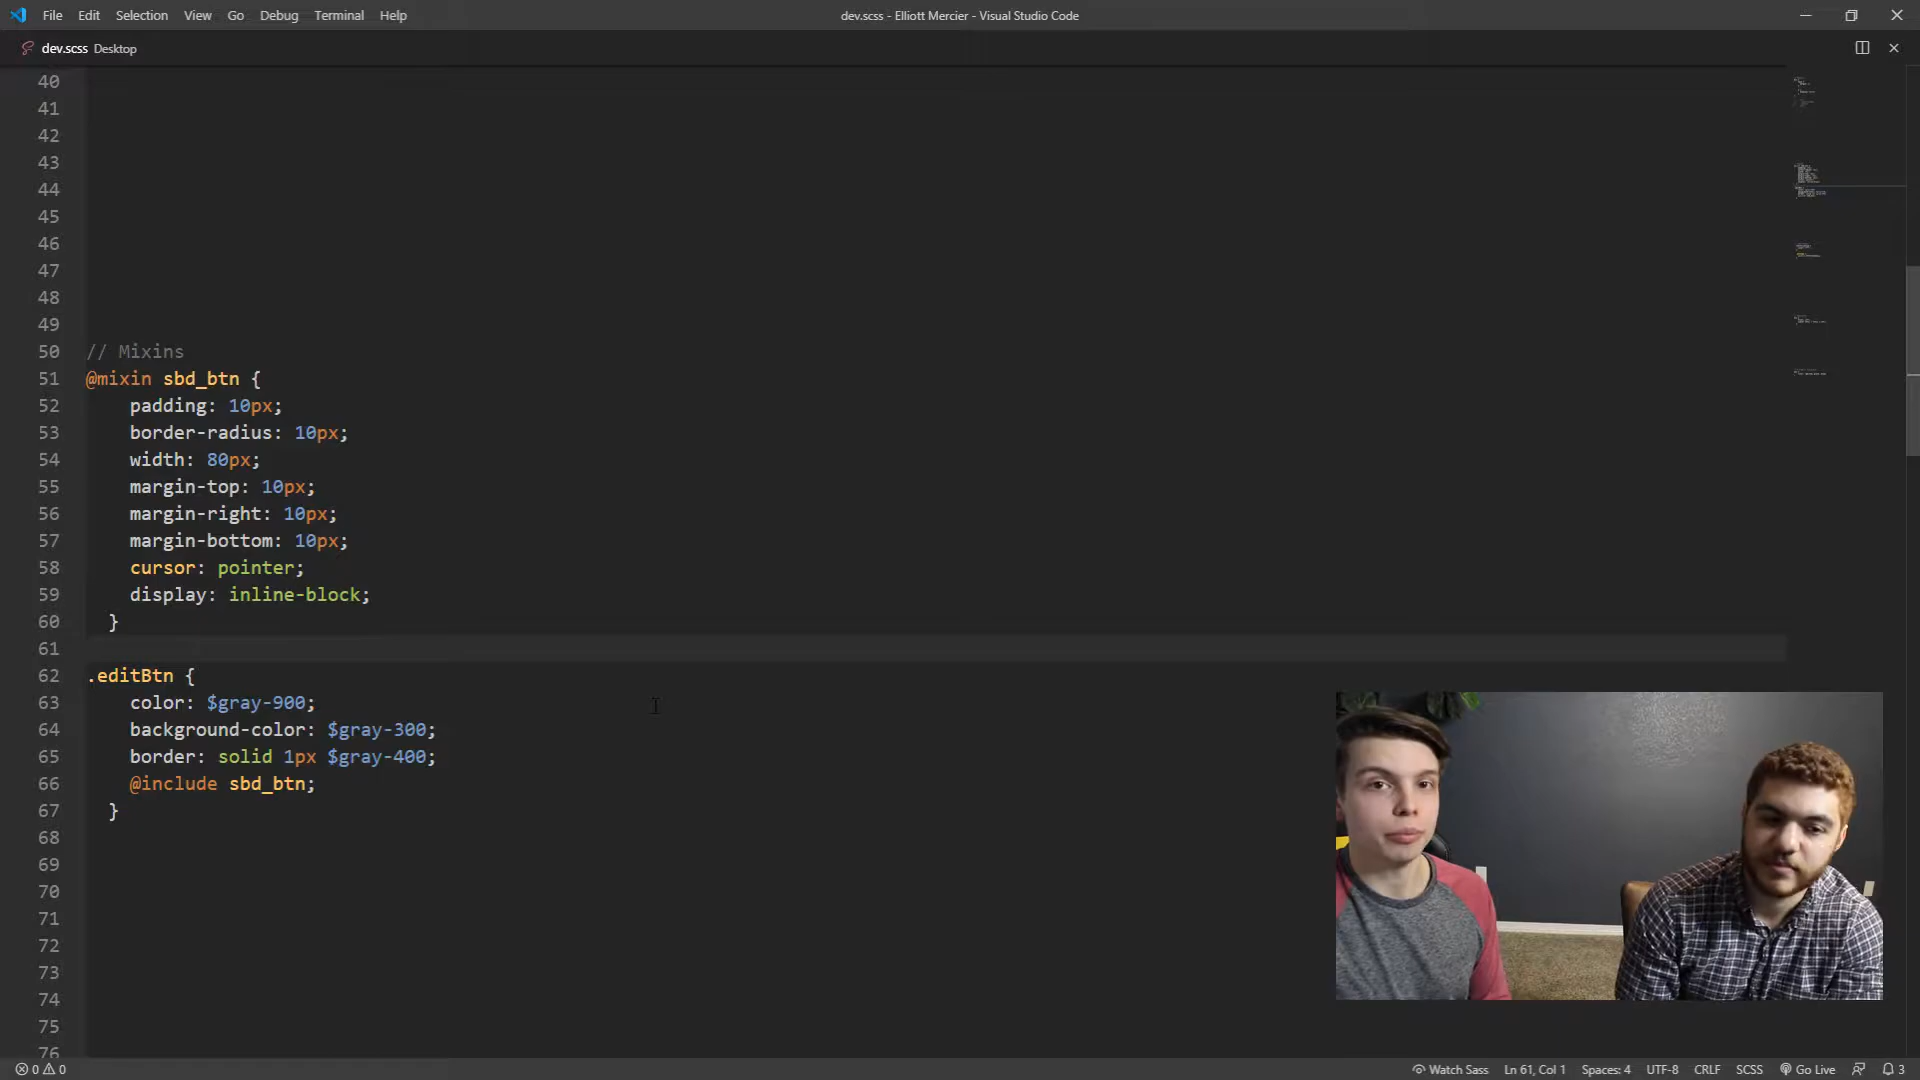 File Edit Selection View Go Debug Terminal Help
dev.scss - Elliott Mercier - Visual Studio Code
dev.scss Desktop
40
41
42
43
44
45
46
47
48
49
50 // Mixins
51 @mixin sbd_btn {
52 padding: 10px;
53 border-radius: 10px;
54 width: 80px;
55 margin-top: 10px;
56 margin-right: 10px;
57 margin-bottom: 10px;
58 cursor: pointer;
59 display: inline-block;
60 }
61
62 .editBtn {
63 color: $gray-900;
64 background-color: $gray-300;
65 border: solid 1px $gray-400;
66 @include sbd_btn;
67 }
68
69
70
71
72
73
74
75
76
0 0 Watch Sass Ln 61, Col 1 Spaces: 4 UTF-8 CRLF SCSS Go Live 3